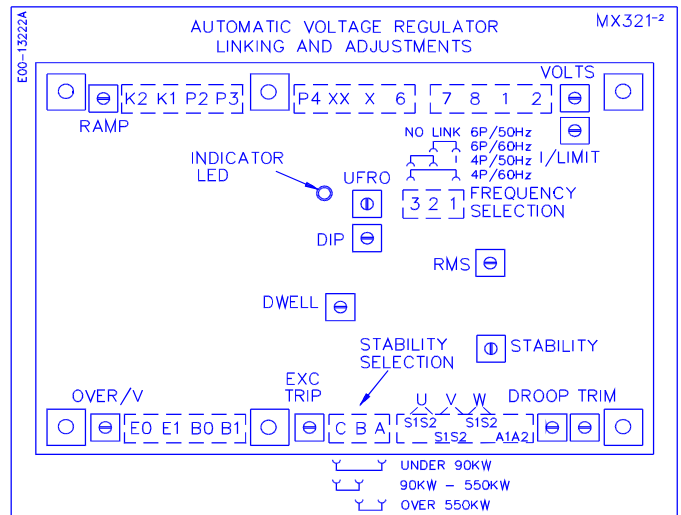 E00-13222A
AUTOMATIC VOLTAGE REGULATOR
LINKING AND ADJUSTMENTS
MX321-2
VOLTS
K2 K1 P2 P3
P4 XX X 6
7 8 1 2
RAMP
NO LINK 6P/50Hz
6P/60Hz
4P/50Hz
4P/60Hz
I/LIMIT
INDICATOR
LED
UFRO
3 2 1
FREQUENCY
SELECTION
DIP
RMS
DWELL
STABILITY
SELECTION
STABILITY
OVER/V
EXC
TRIP
U V W
DROOP TRIM
E0 E1 B0 B1
C B A
S1S2 S1S2
S1S2 A1A2
UNDER 90KW
90KW - 550KW
OVER 550KW